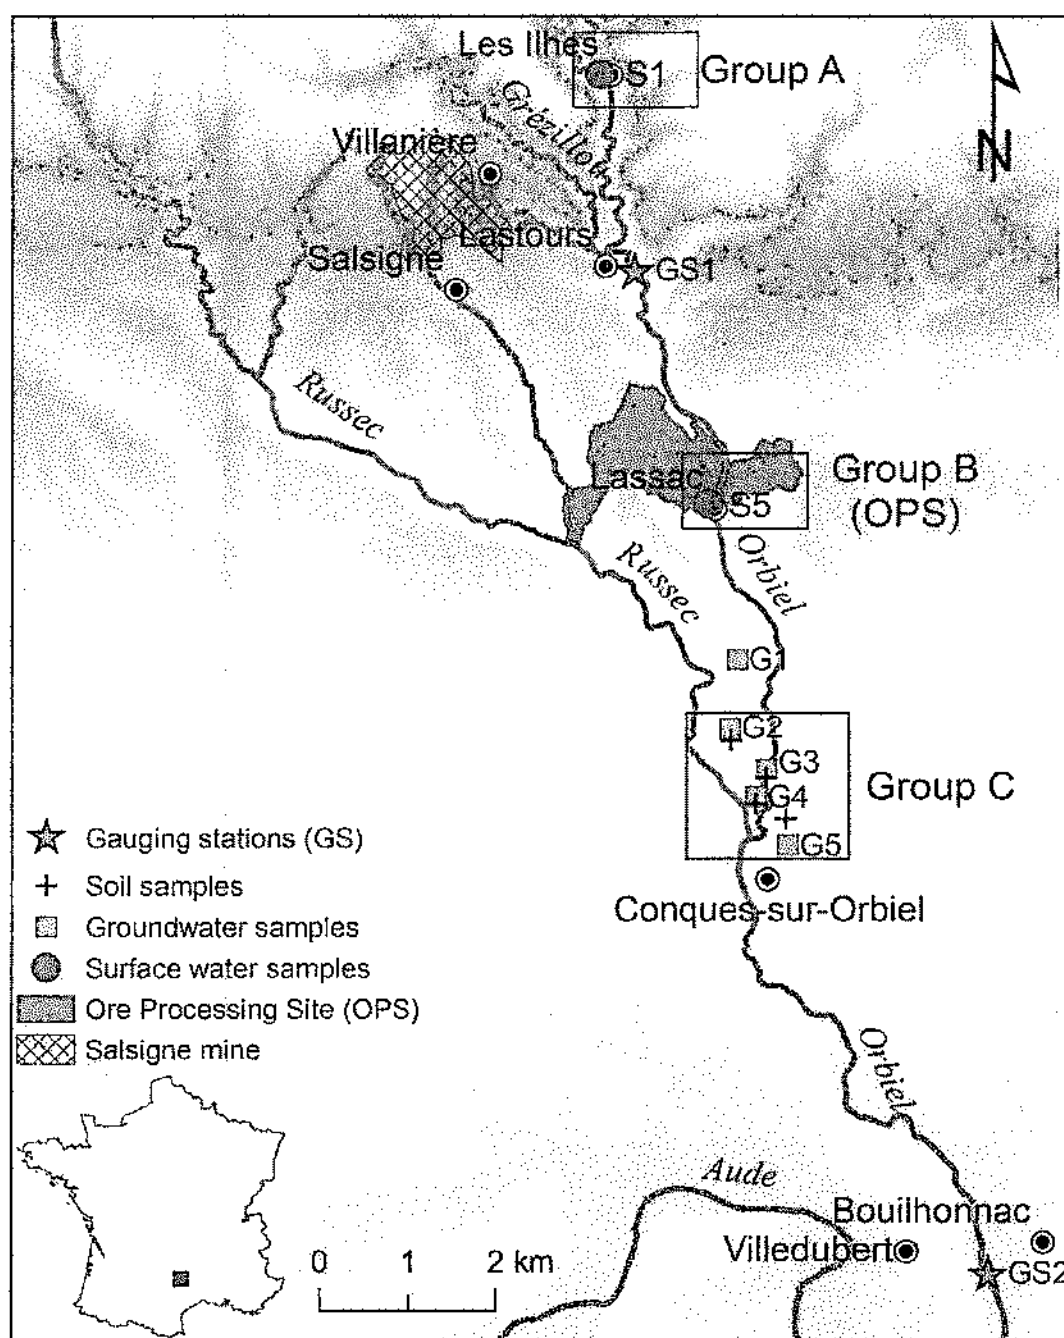 Les Ilhes
S1
Group A
Grézillou
N
Villanière
Lastours
GS1
Salsigne
Russec
Lassac
Group B
(OPS)
S5
Orbiel
Russec
G1
G2
G3
G4
G5
Group C
Gauging stations (GS)
Soil samples
Groundwater samples
Surface water samples
Ore Processing Site (OPS)
Salsigne mine
Conques-sur-Orbiel
Orbiel
Aude
Bouilhonnac
Villedubert
GS2
0 1 2 km